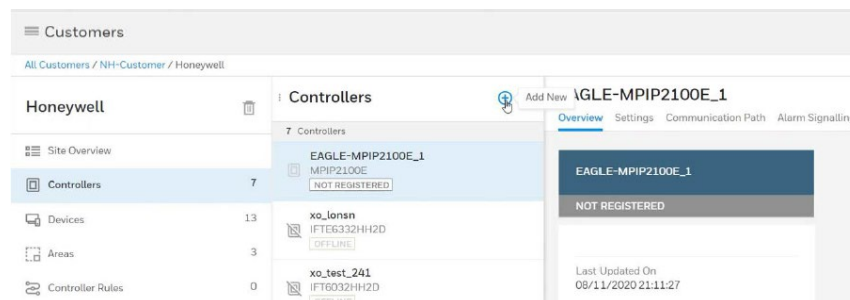 Customers
All Customers / NH-Customer / Honeywell
Honeywell
Site Overview
Controllers 7
Devices 13
Areas 3
Controller Rules 0
Controllers
Add New
7 Controllers
EAGLE-MPIP2100E_1
MPIP2100E
NOT REGISTERED
xo_lonsn
IFTE6332HH2D
OFFLINE
xo_test_241
IFT6032HH2D
OFFLINE
EAGLE-MPIP2100E_1
Overview Settings Communication Path Alarm Signallin
EAGLE-MPIP2100E_1
NOT REGISTERED
Last Updated On
08/11/2020 21:11:27